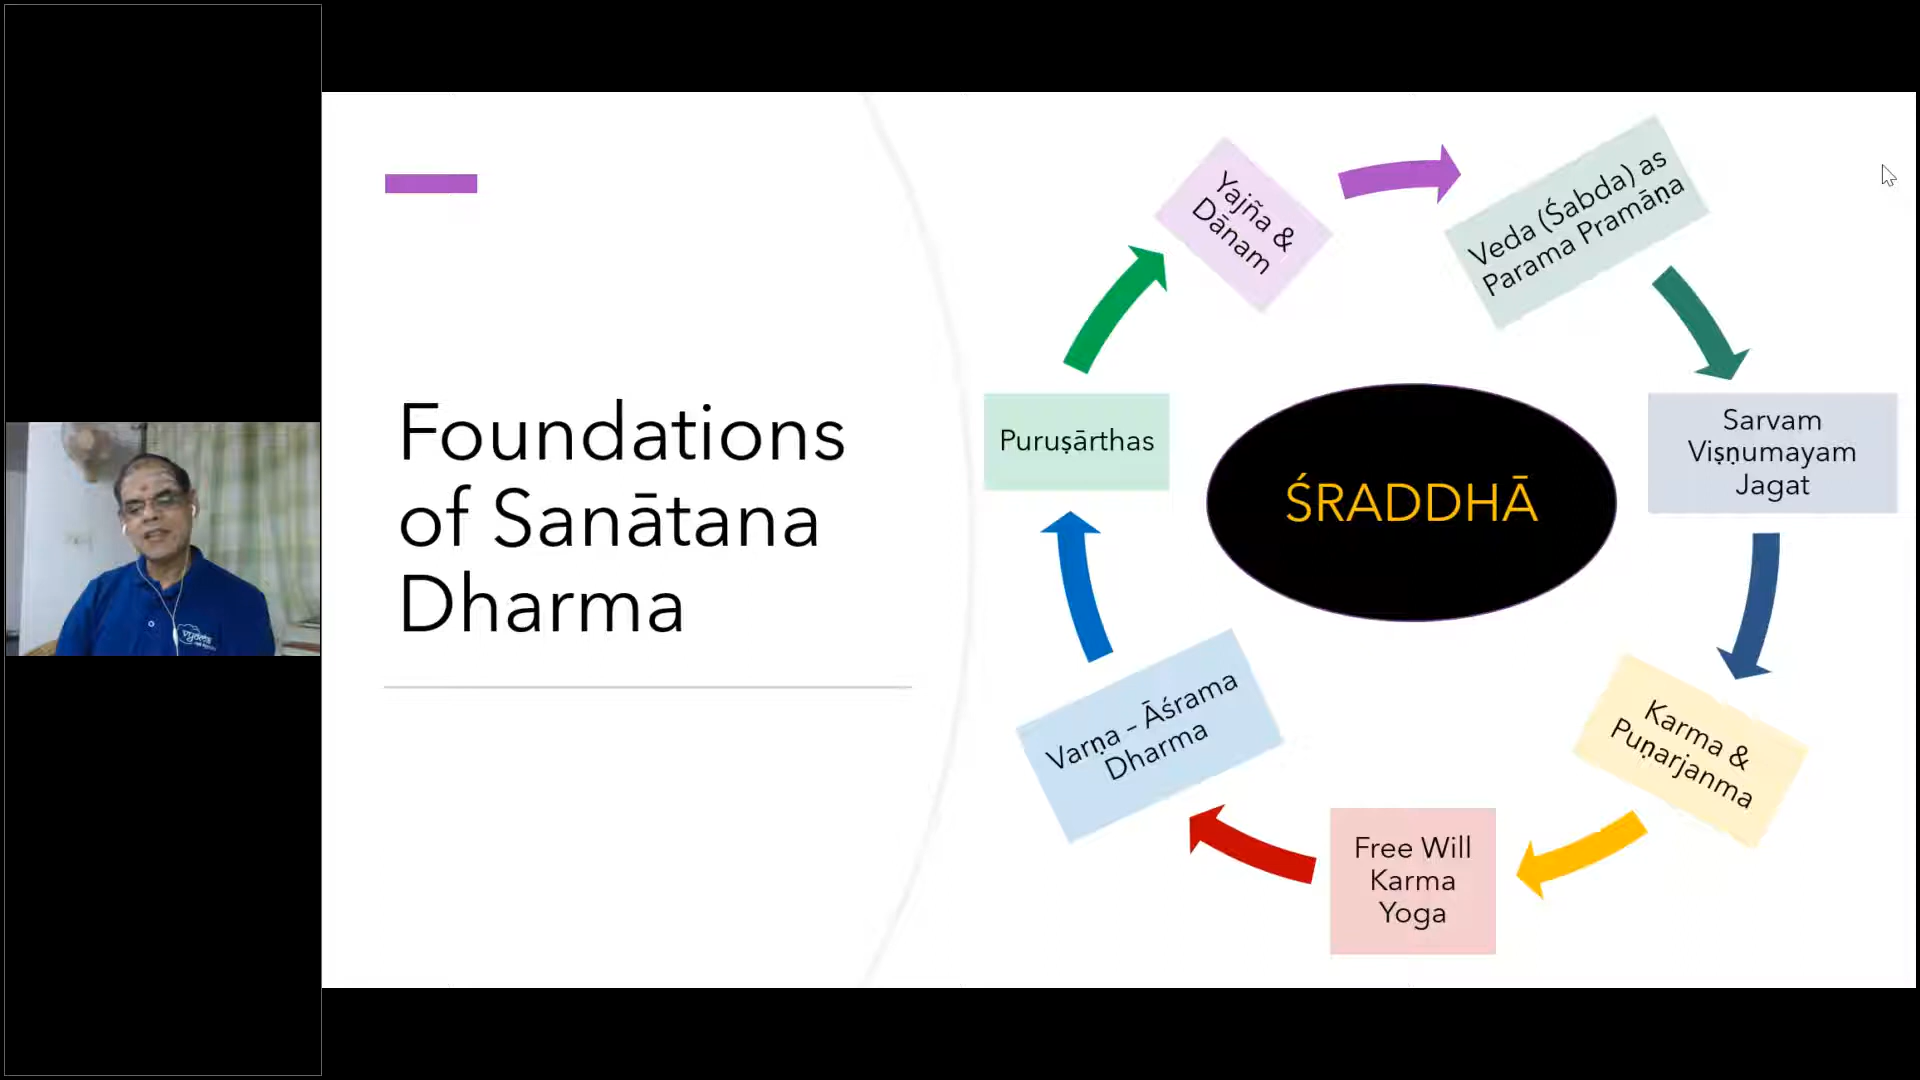 Foundations
of Sanātana
Dharma
Yajña &
Dānam
Veda (Śabda) as
Parama Pramāṇa
Sarvam
Viṣṇumayam
Jagat
Karma &
Puṇarjanma
Free Will
Karma
Yoga
Varṇa – Āśrama
Dharma
Puruṣārthas
ŚRADDHĀ